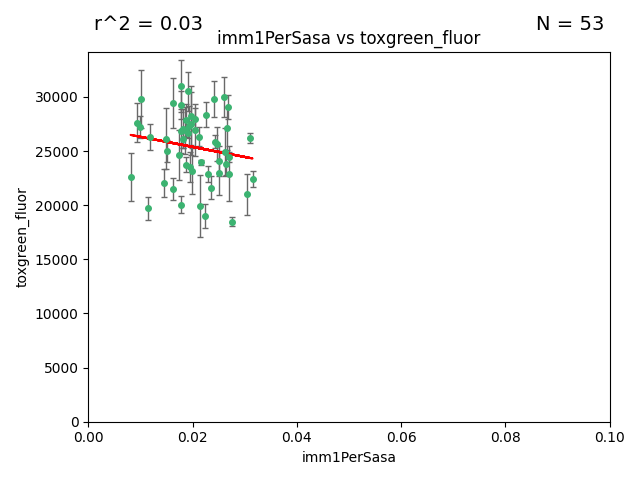 r^2 = 0.03
N = 53
imm1PerSasa vs toxgreen_fluor
toxgreen_fluor
30000
25000
20000
15000
10000
5000
0
0.00 0.02 0.04 0.06 0.08 0.10
imm1PerSasa